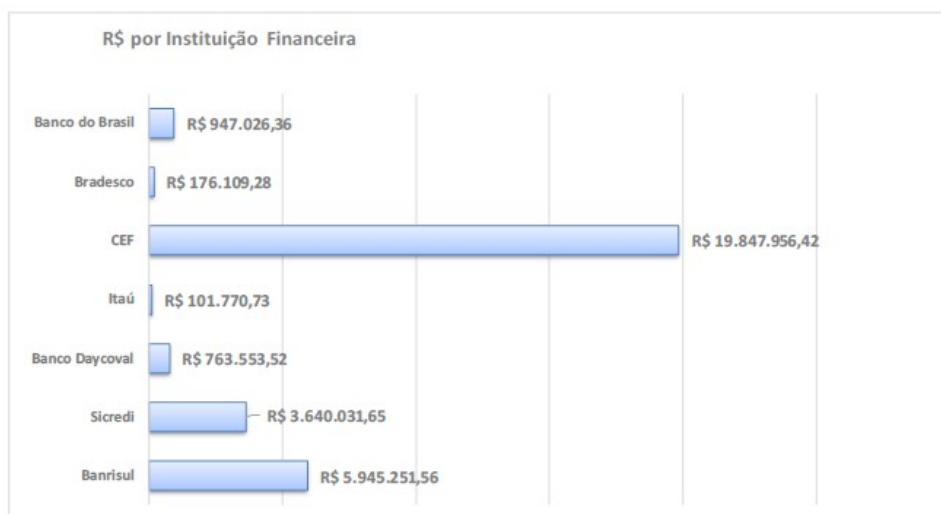 R$ por Instituição Financeira
Banco do Brasil R$ 947.026,36
Bradesco R$ 176.109,28
CEF R$ 19.847.956,42
Itaú R$ 101.770,73
Banco Daycoval R$ 763.553,52
Sicredi R$ 3.640.031,65
Banrisul R$ 5.945.251,56